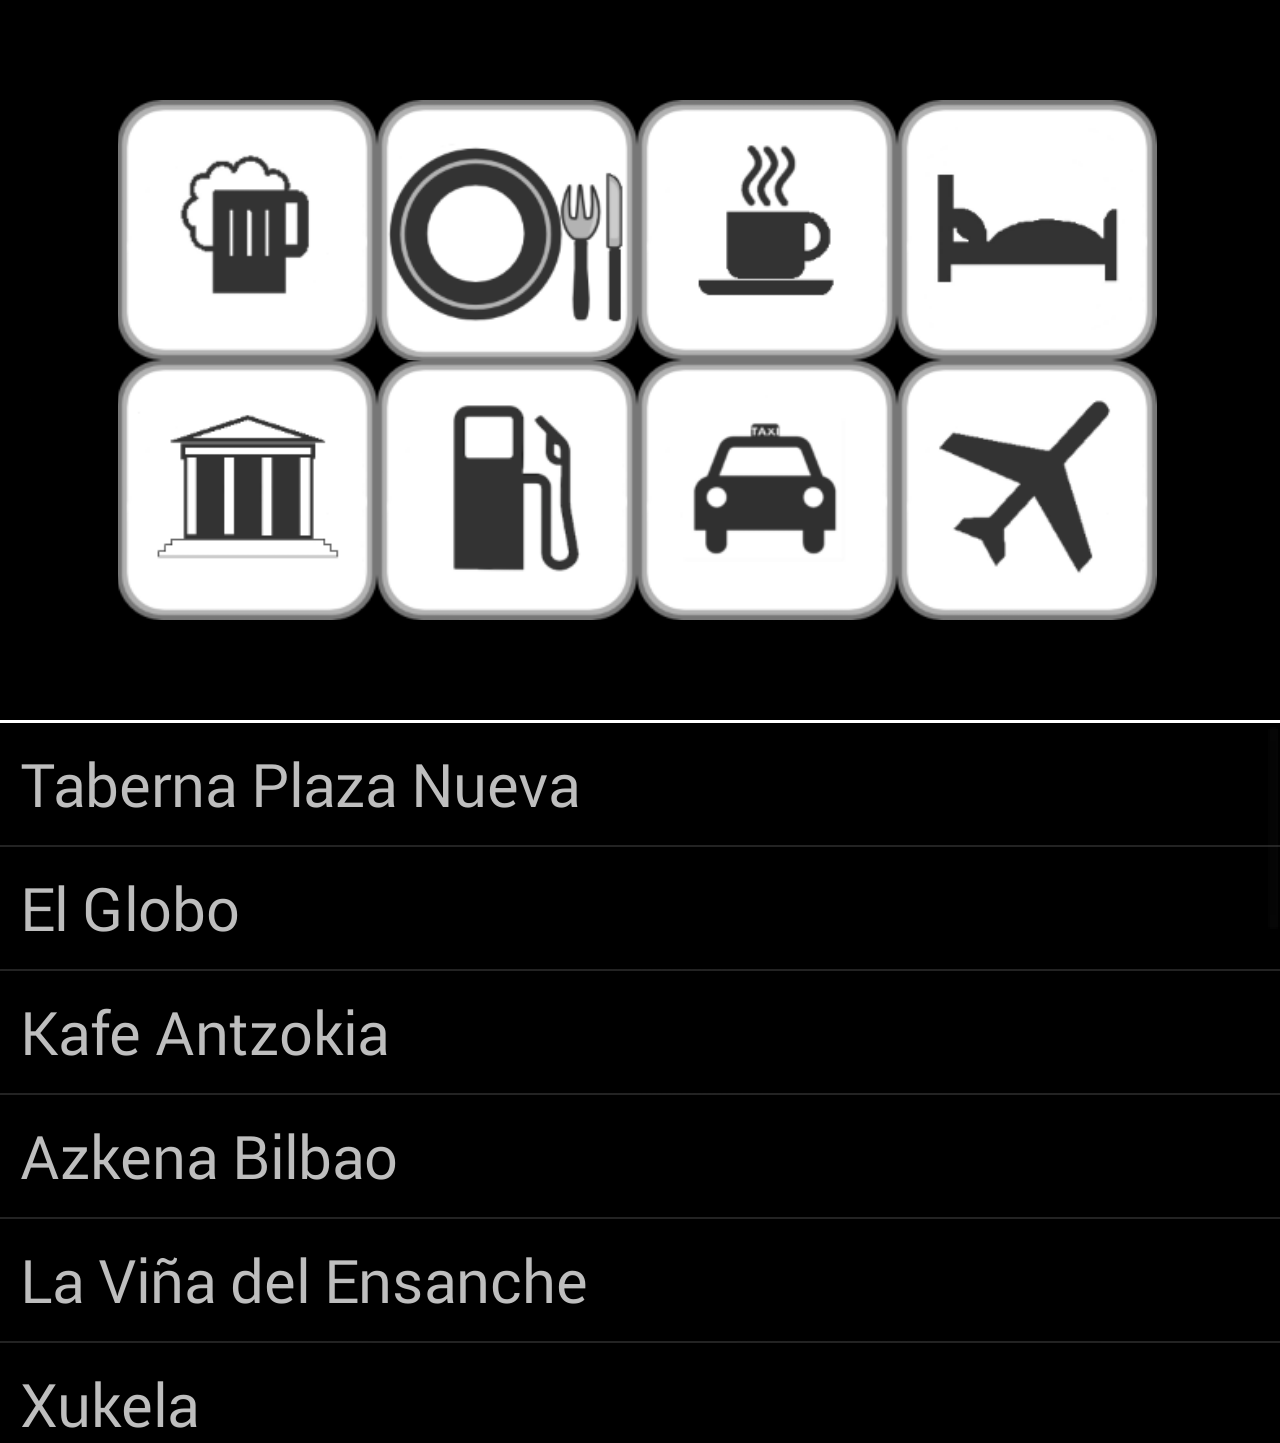 TAXI
Taberna Plaza Nueva
El Globo
Kafe Antzokia
Azkena Bilbao
La Viña del Ensanche
Xukela